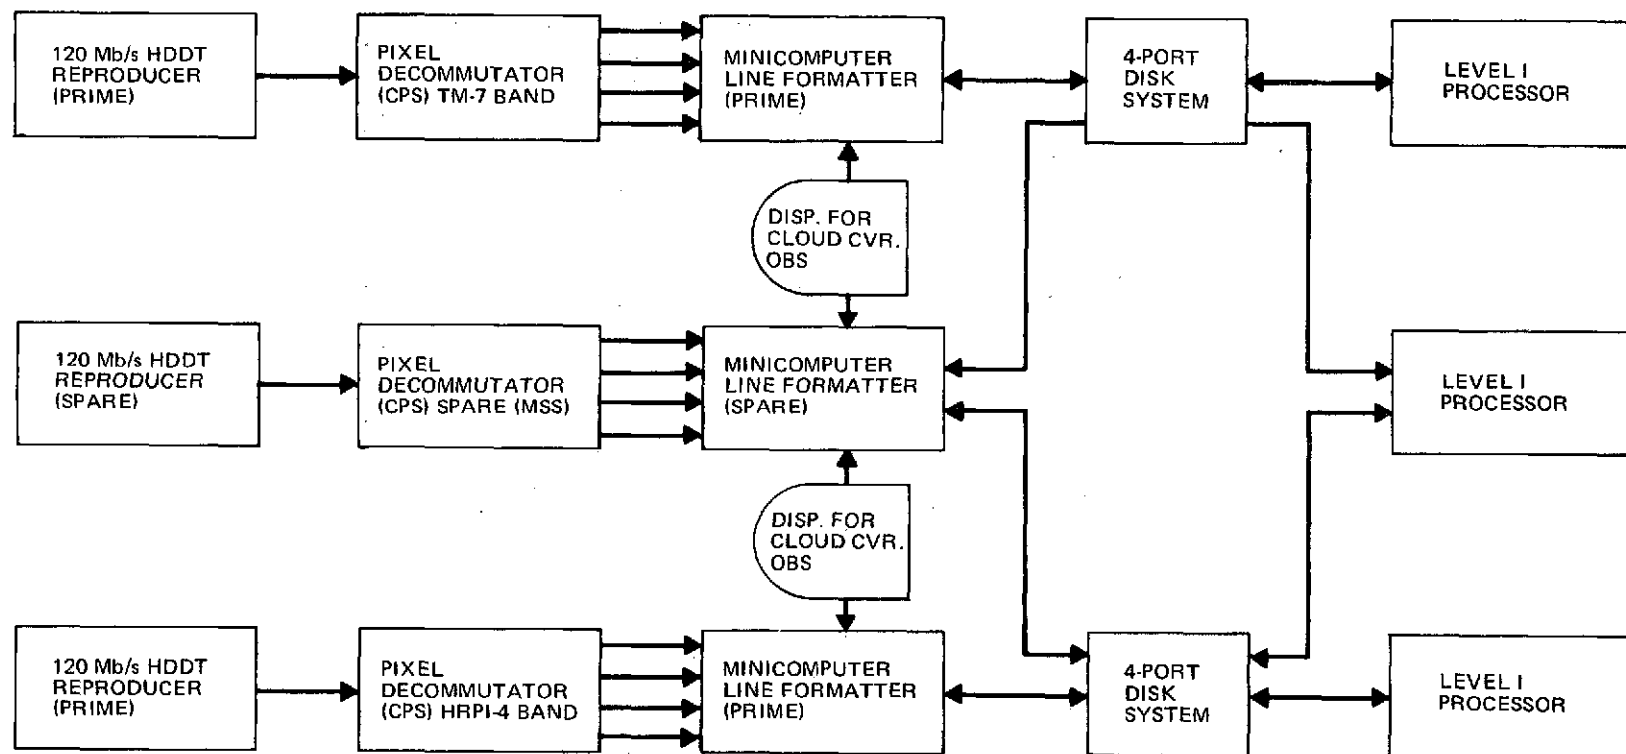 120 Mb/s HDDT
REPRODUCER
(PRIME)
PIXEL
DECOMMUTATOR
(CPS) TM-7 BAND
MINICOMPUTER
LINE FORMATTER
(PRIME)
4-PORT
DISK
SYSTEM
LEVEL I
PROCESSOR
DISP. FOR
CLOUD CVR.
OBS
120 Mb/s HDDT
REPRODUCER
(SPARE)
PIXEL
DECOMMUTATOR
(CPS) SPARE (MSS)
MINICOMPUTER
LINE FORMATTER
(SPARE)
LEVEL I
PROCESSOR
DISP. FOR
CLOUD CVR.
OBS
120 Mb/s HDDT
REPRODUCER
(PRIME)
PIXEL
DECOMMUTATOR
(CPS) HRPI-4 BAND
MINICOMPUTER
LINE FORMATTER
(PRIME)
4-PORT
DISK
SYSTEM
LEVEL I
PROCESSOR